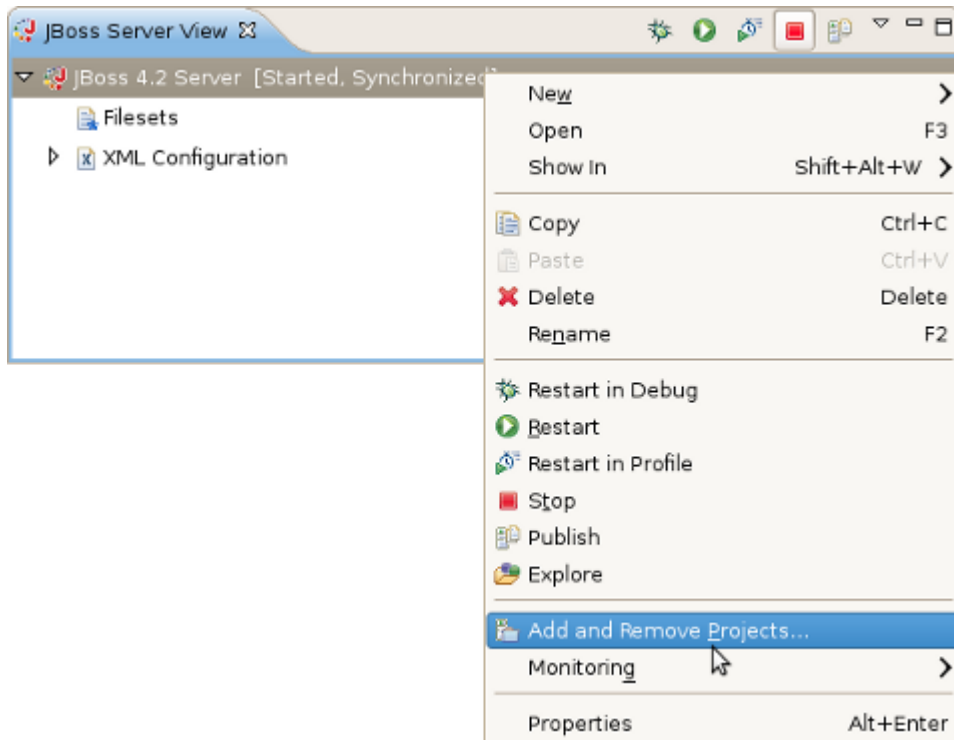 JBoss Server View
JBoss 4.2 Server [Started, Synchronized]
Filesets
XML Configuration
New
Open F3
Show In Shift+Alt+W
Copy Ctrl+C
Paste Ctrl+V
Delete Delete
Rename F2
Restart in Debug
Restart
Restart in Profile
Stop
Publish
Explore
Add and Remove Projects...
Monitoring
Properties Alt+Enter